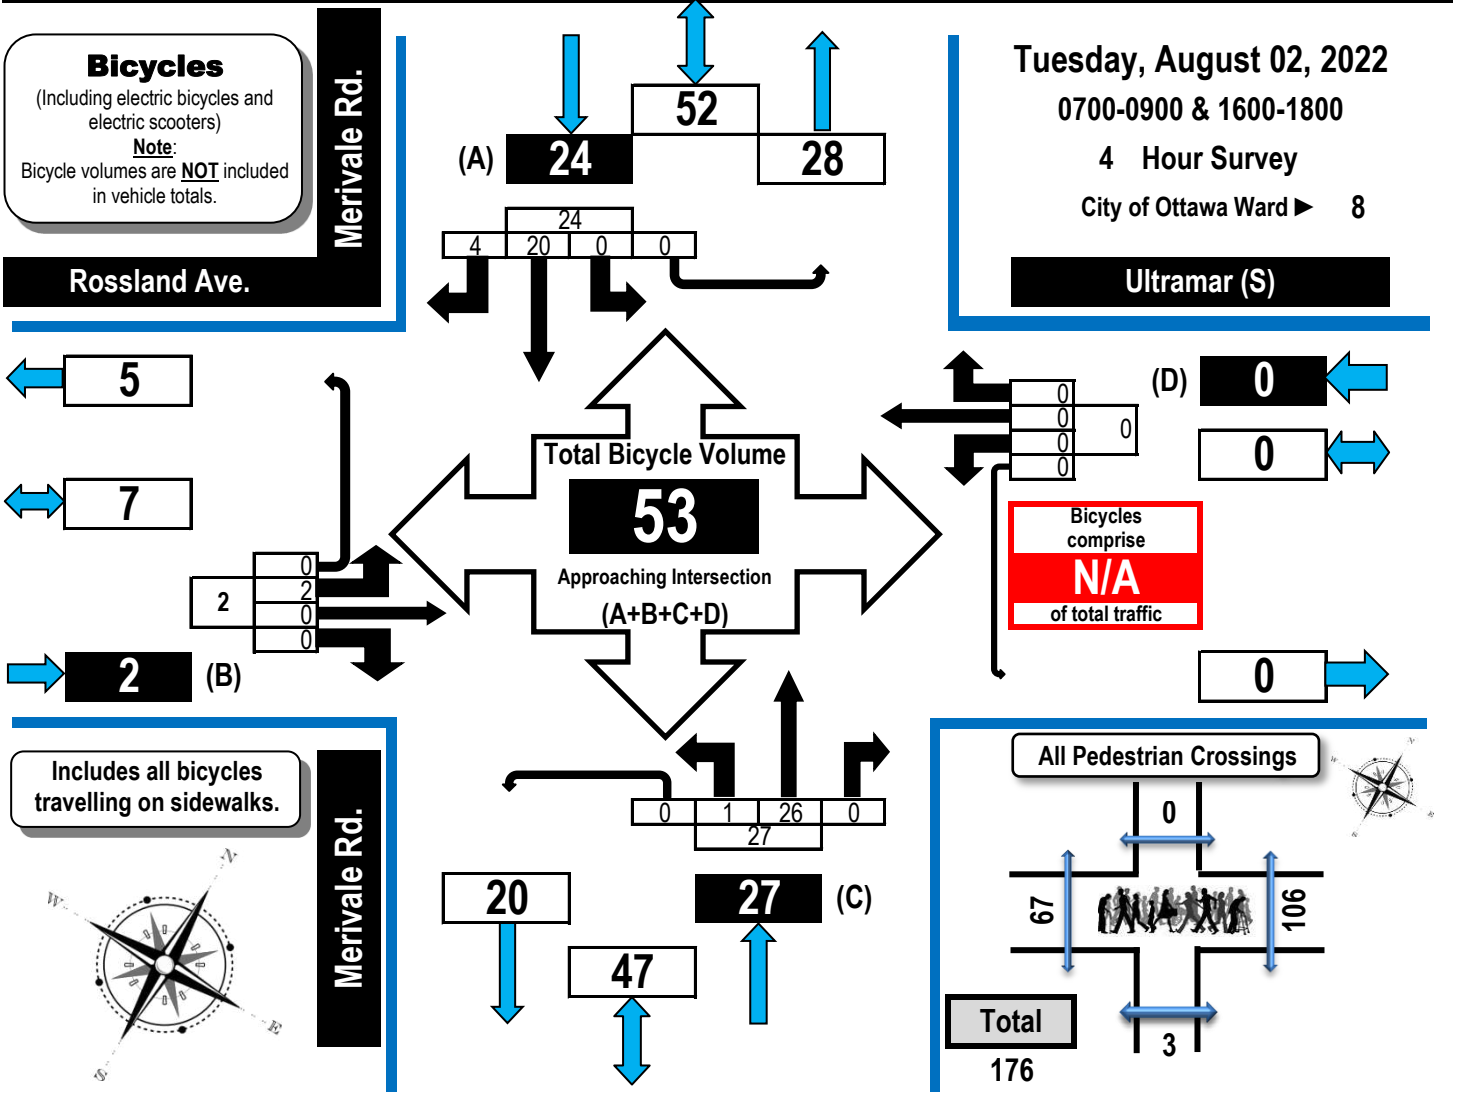 Bicycles
(Including electric bicycles and
electric scooters)
Note:
Bicycle volumes are NOT included
in vehicle totals.
Merivale Rd.
Rossland Ave.
52
(A) 24
28
24
4 20 0 0
Tuesday, August 02, 2022
0700-0900 & 1600-1800
4 Hour Survey
City of Ottawa Ward ► 8
Ultramar (S)
5
7
0
2
0
0
2
2 (B)
Total Bicycle Volume
53
Approaching Intersection
(A+B+C+D)
(D) 0
0
0
0
0
0
0
0
Bicycles
comprise
N/A
of total traffic
0
Includes all bicycles
travelling on sidewalks.
Merivale Rd.
N
W
E
S
0 1 26 0
27
20
27 (C)
47
All Pedestrian Crossings
N
W
E
S
0
67
106
3
Total
176